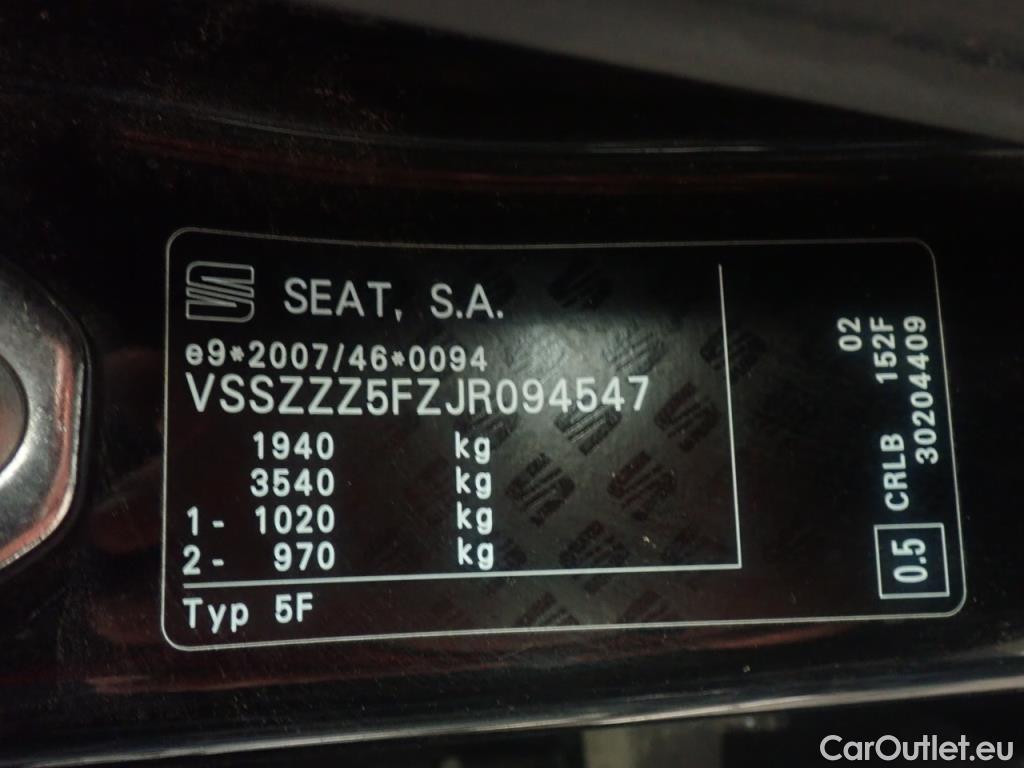 SEAT, S.A.
e9*2007/46*0094
VSSZZZ5FZJR094547
1940 kg
3540 kg
1- 1020 kg
2- 970 kg
Typ 5F
02
0.5 CRLB 152F
30204409
CarOutlet.eu